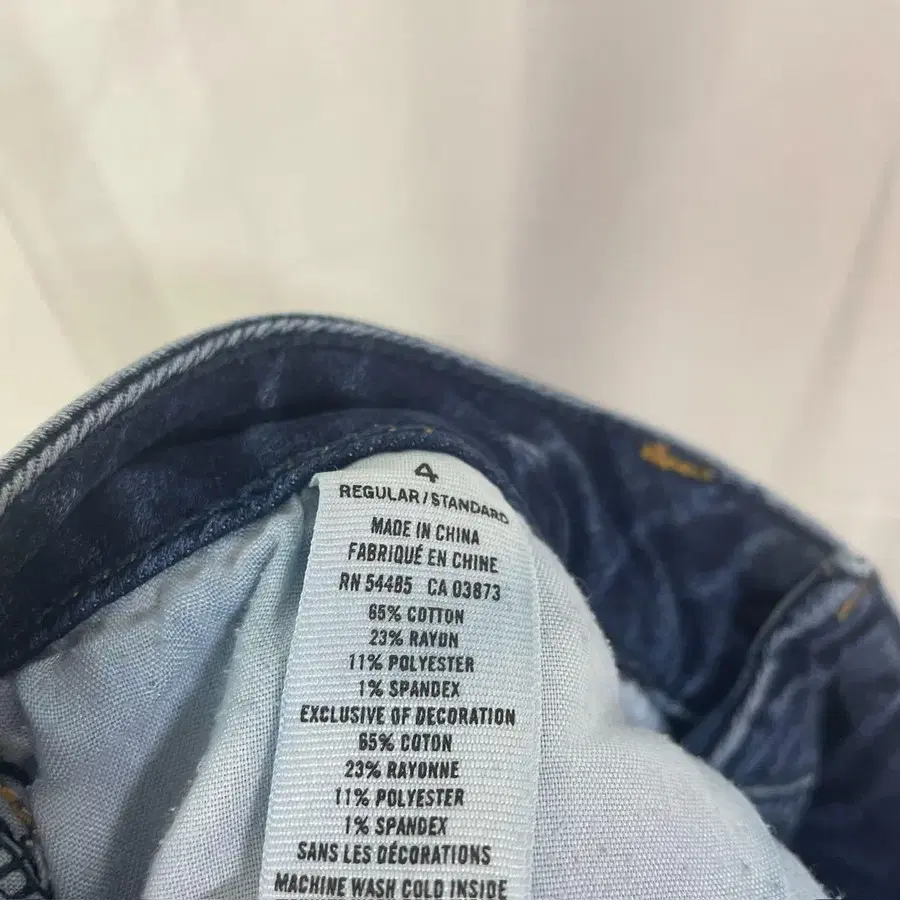 4
REGULAR/STANDARD
MADE IN CHINA
FABRIQUÉ EN CHINE
RN 54485 CA 03873
65% COTTON
23% RAYON
11% POLYESTER
1% SPANDEX
EXCLUSIVE OF DECORATION
65% COTON
23% RAYONNE
11% POLYESTER
1% SPANDEX
SANS LES DÉCORATIONS
MACHINE WASH COLD INSIDE